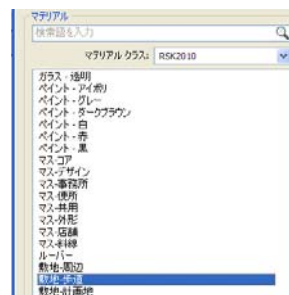 マテリアル
検索語を入力
マテリアル クラス: RSK2010
ガラス - 透明
ペイント - アイボリ
ペイント - グレー
ペイント - ダークブラウン
ペイント - 白
ペイント - 赤
ペイント - 黒
マス-コア
マス-デザイン
マス-事務所
マス-便所
マス-共用
マス-外形
マス-店舗
マス-斜線
ルーバー
敷地-周辺
敷地-歩道
敷地-計画地